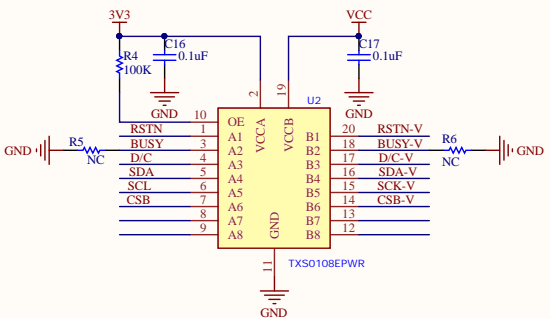 3V3
VCC
C16
0.1uF
C17
0.1uF
R4
100K
GND
GND
2
19
U2
10
OE
VCCA
VCCB
RSTN
1
A1
B1
20
RSTN-V
R5
BUSY
3
A2
B2
18
BUSY-V
R6
GND
NC
D/C
4
A3
B3
17
D/C-V
NC
GND
SDA
5
A4
B4
16
SDA-V
SCL
6
A5
B5
15
SCK-V
CSB
7
A6
B6
14
CSB-V
8
A7
B7
13
9
A8
B8
12
GND
11
TXS0108EPWR
GND